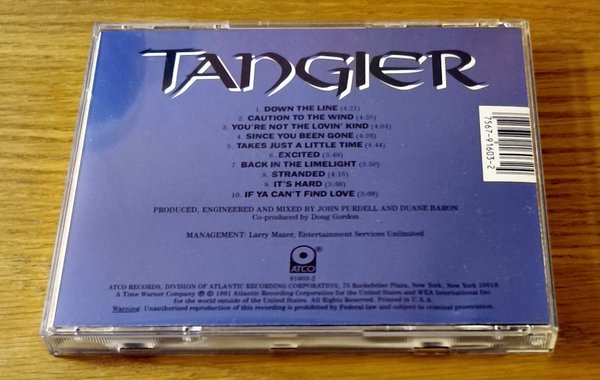 TANGIER
1. DOWN THE LINE (4:21)
2. CAUTION TO THE WIND (4:25)
3. YOU'RE NOT THE LOVIN' KIND (4:04)
4. SINCE YOU BEEN GONE (4:26)
5. TAKES JUST A LITTLE TIME (4:44)
6. EXCITED (3:49)
7. BACK IN THE LIMELIGHT (3:50)
8. STRANDED (4:15)
9. IT'S HARD (3:38)
10. IF YA CAN'T FIND LOVE (3:09)
7567-91603-2
PRODUCED, ENGINEERED AND MIXED BY JOHN PURDELL AND DUANE BARON
Co-produced by Doug Gordon.
MANAGEMENT: Larry Mazer, Entertainment Services Unlimited
ATCO
91603-2
ATCO RECORDS, DIVISION OF ATLANTIC RECORDING CORPORATION, 75 Rockefeller Plaza, New York, New York 10019.
A Time Warner Company ℗ © 1991 Atlantic Recording Corporation for the United States and WEA International Inc.
for the world outside of the United States. All Rights Reserved. Printed in U.S.A.
Warning: Unauthorized reproduction of this recording is prohibited by Federal law and subject to criminal prosecution.